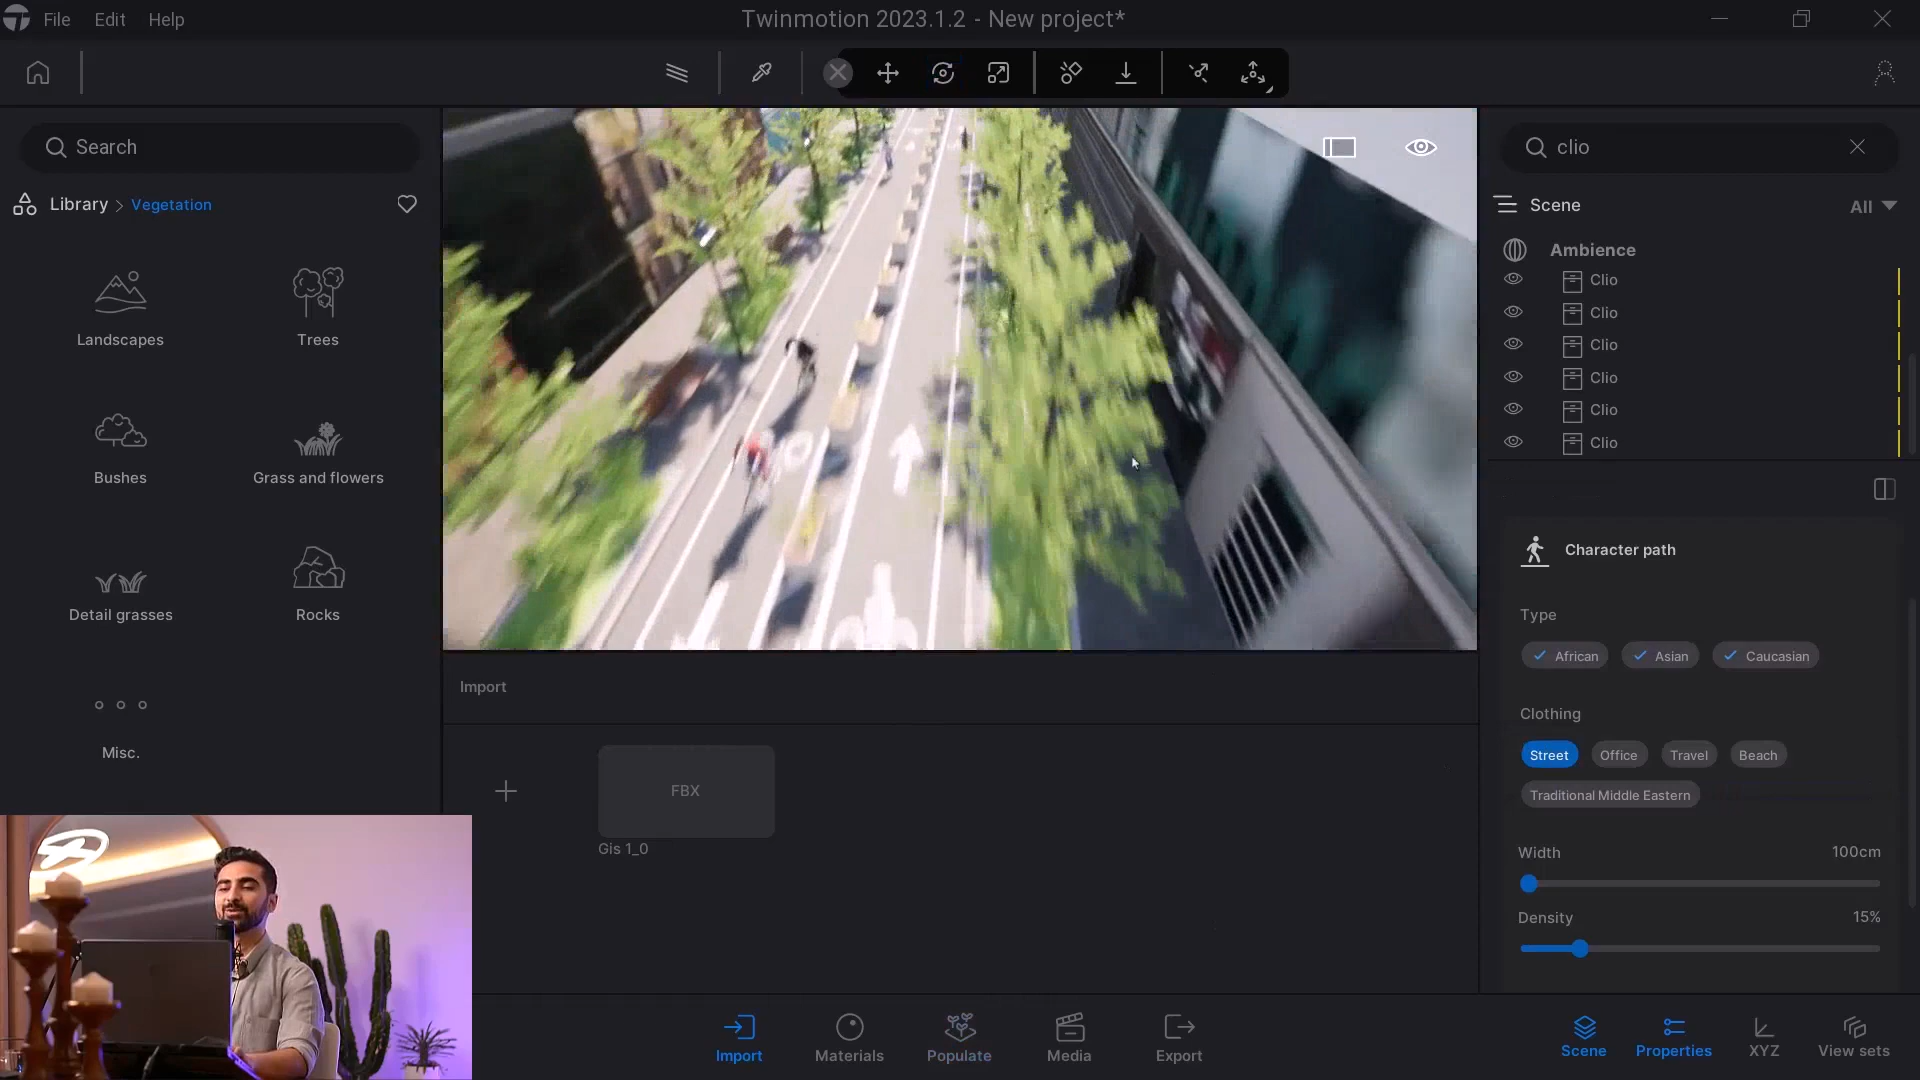 File Edit Help
Twinmotion 2023.1.2 - New project*
Search
Library > Vegetation
Landscapes
Trees
Bushes
Grass and flowers
Detail grasses
Rocks
Misc.
Import
FBX
Gis 1_0
clio
Scene
All
Ambience
Clio
Clio
Clio
Clio
Clio
Clio
Character path
Type
African Asian Caucasian
Clothing
Street Office Travel Beach
Traditional Middle Eastern
Width 100cm
Density 15%
Import Materials Populate Media Export
Scene Properties XYZ View sets